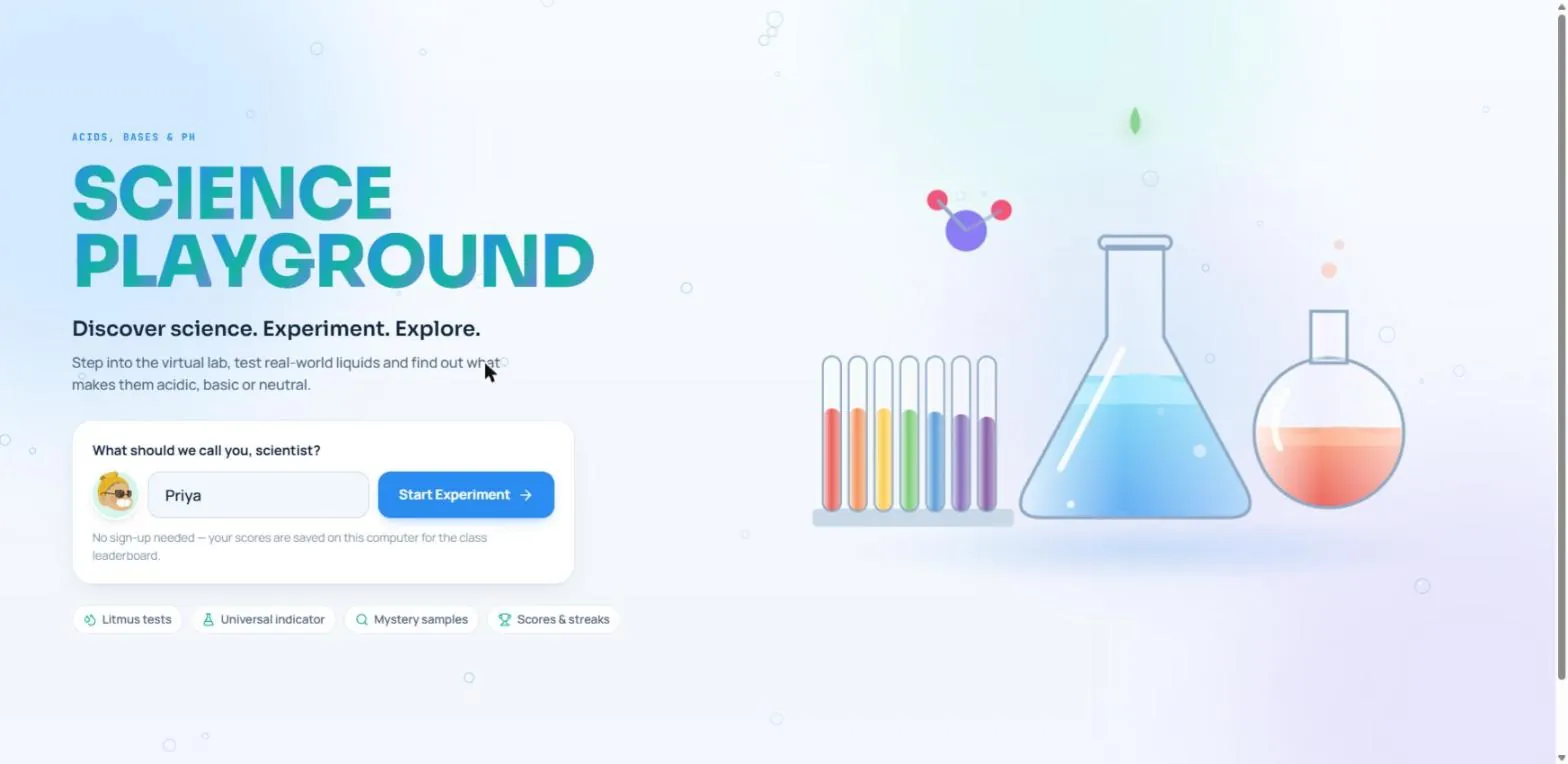 ACIDS, BASES & PH
SCIENCE
PLAYGROUND
Discover science. Experiment. Explore.
Step into the virtual lab, test real-world liquids and find out what
makes them acidic, basic or neutral.
What should we call you, scientist?
Priya
Start Experiment →
No sign-up needed — your scores are saved on this computer for the class
leaderboard.
Litmus tests
Universal indicator
Mystery samples
Scores & streaks